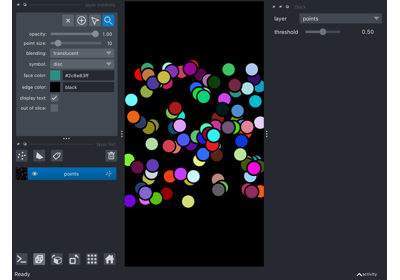 layer controls
opacity:
1.00
point size:
10
blending:
translucent
symbol:
disc
face color:
#2c8e83ff
edge color:
black
display text:
out of slice:
layer list
points
Ready
layer
points
threshold
0.50
activity